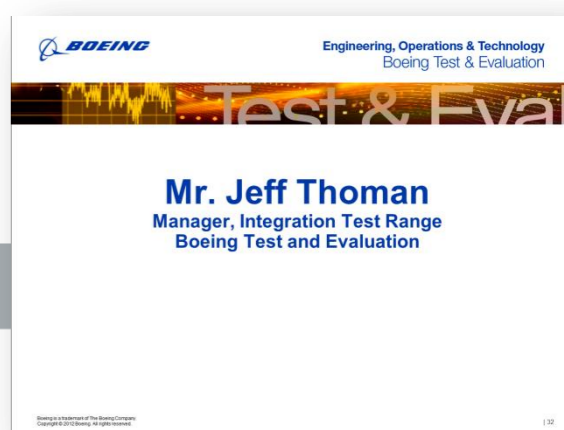 BOEING
Engineering, Operations & Technology
Boeing Test & Evaluation
Test & Eval
Mr. Jeff Thoman
Manager, Integration Test Range
Boeing Test and Evaluation
Boeing is a trademark of The Boeing Company.
Copyright © 2012 Boeing. All rights reserved.
| 32